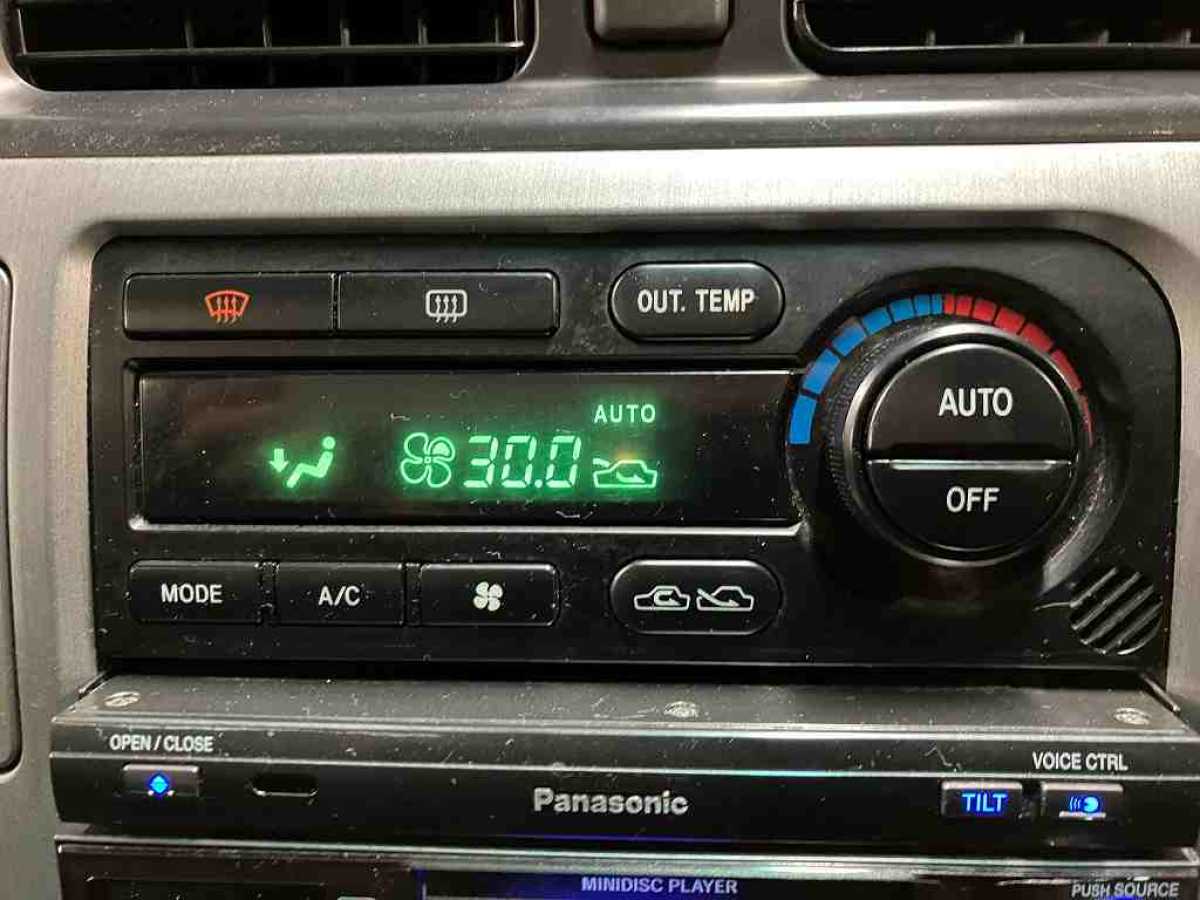 OUT. TEMP
AUTO
AUTO
30.0
OFF
MODE
A/C
OPEN / CLOSE
VOICE CTRL
Panasonic
TILT
MINIDISC PLAYER
PUSH SOURCE